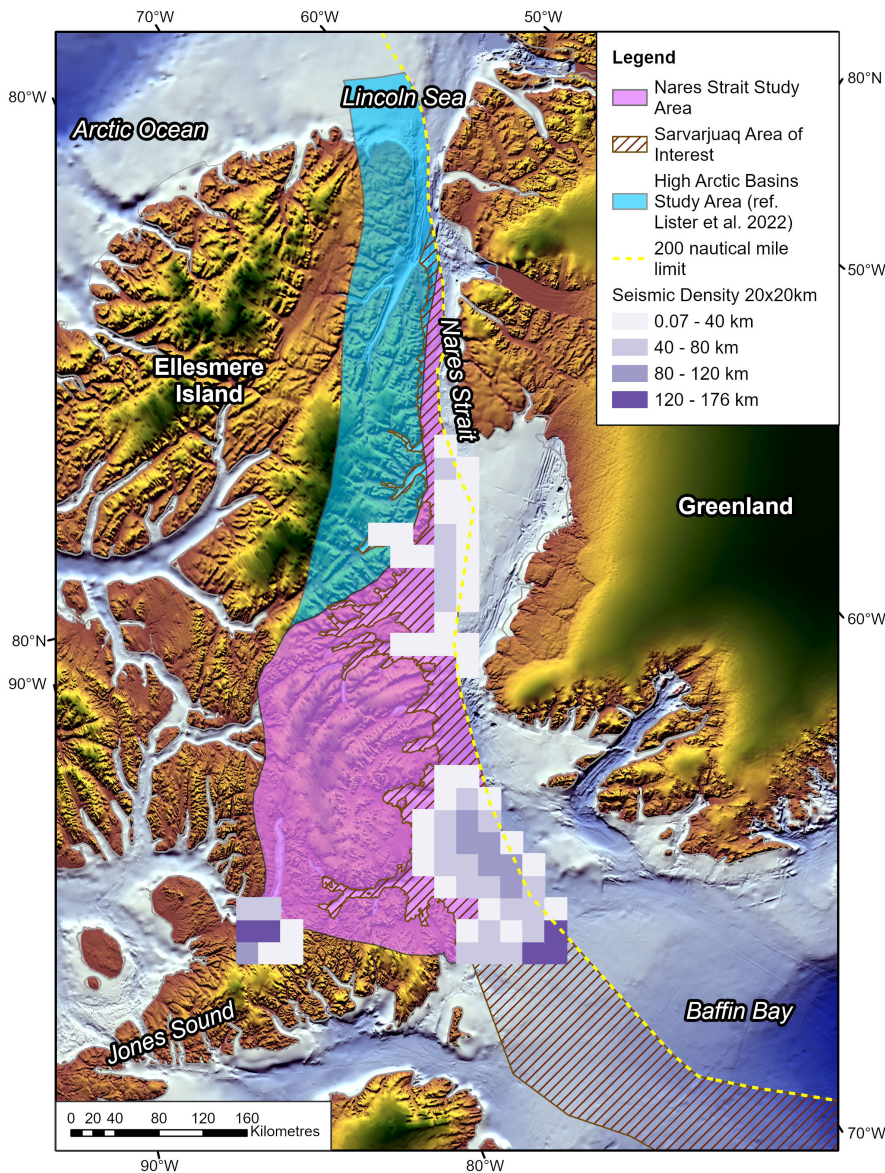 70°W
60°W
50°W
80°W
80°N
50°W
60°W
70°W
80°N
90°W
90°W
80°W
Lincoln Sea
Arctic Ocean
Ellesmere
Island
Nares Strait
Greenland
Baffin Bay
Jones Sound
Legend
Nares Strait Study
Area
Sarvarjuaq Area of
Interest
High Arctic Basins
Study Area (ref.
Lister et al. 2022)
200 nautical mile
limit
Seismic Density 20x20km
0.07 - 40 km
40 - 80 km
80 - 120 km
120 - 176 km
0 20 40 80 120 160
Kilometres